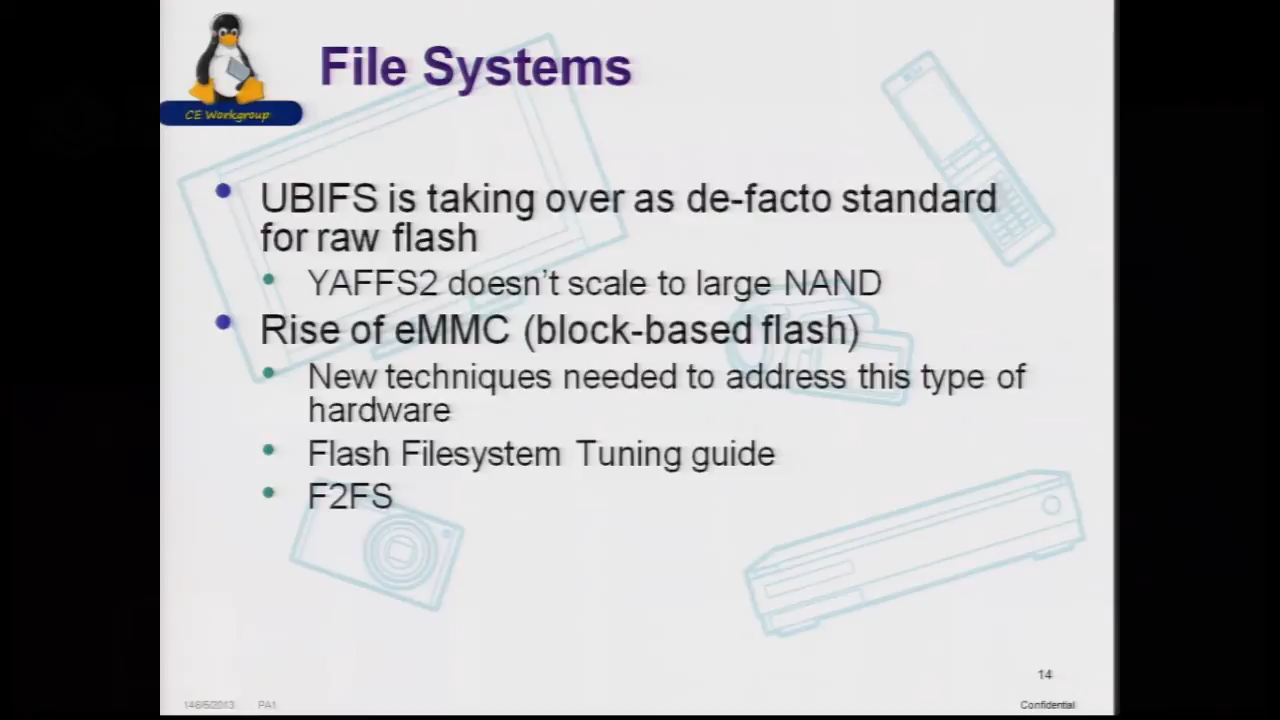 CE Workgroup
File Systems
UBIFS is taking over as de-facto standard
for raw flash
YAFFS2 doesn't scale to large NAND
Rise of eMMC (block-based flash)
New techniques needed to address this type of
hardware
Flash Filesystem Tuning guide
F2FS
14
PA1
Confidential